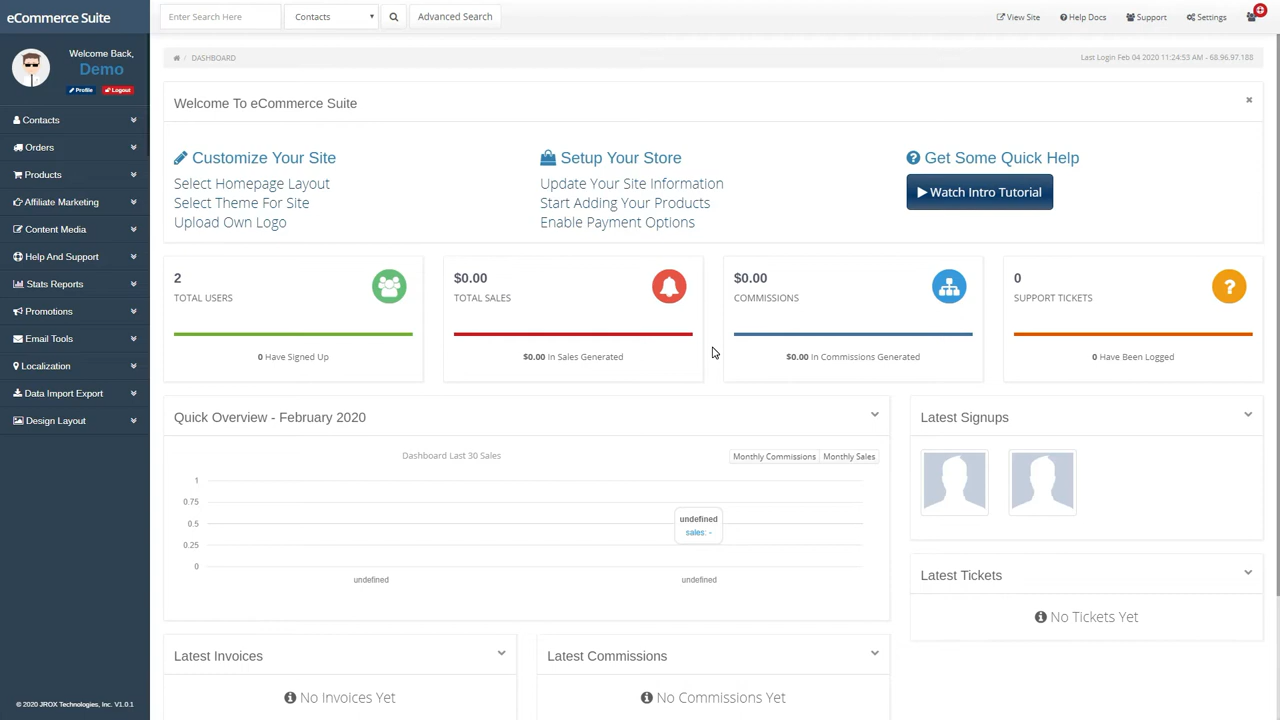 eCommerce Suite
Enter Search Here
Contacts
Advanced Search
View Site
Help Docs
Support
Settings
Welcome Back,
Demo
Profile
Logout
Contacts
Orders
Products
Affiliate Marketing
Content Media
Help And Support
Stats Reports
Promotions
Email Tools
Localization
Data Import Export
Design Layout
© 2020 JROX Technologies, Inc. V1.0.1
/ DASHBOARD
Last Login Feb 04 2020 11:24:53 AM - 68.96.97.188
Welcome To eCommerce Suite
×
Customize Your Site
Select Homepage Layout
Select Theme For Site
Upload Own Logo
Setup Your Store
Update Your Site Information
Start Adding Your Products
Enable Payment Options
Get Some Quick Help
Watch Intro Tutorial
2
TOTAL USERS
0 Have Signed Up
$0.00
TOTAL SALES
$0.00 In Sales Generated
$0.00
COMMISSIONS
$0.00 In Commissions Generated
0
SUPPORT TICKETS
0 Have Been Logged
Quick Overview - February 2020
Dashboard Last 30 Sales
Monthly Commissions
Monthly Sales
1
0.75
0.5
0.25
0
undefined
sales: -
undefined
undefined
Latest Signups
Latest Tickets
No Tickets Yet
Latest Invoices
No Invoices Yet
Latest Commissions
No Commissions Yet